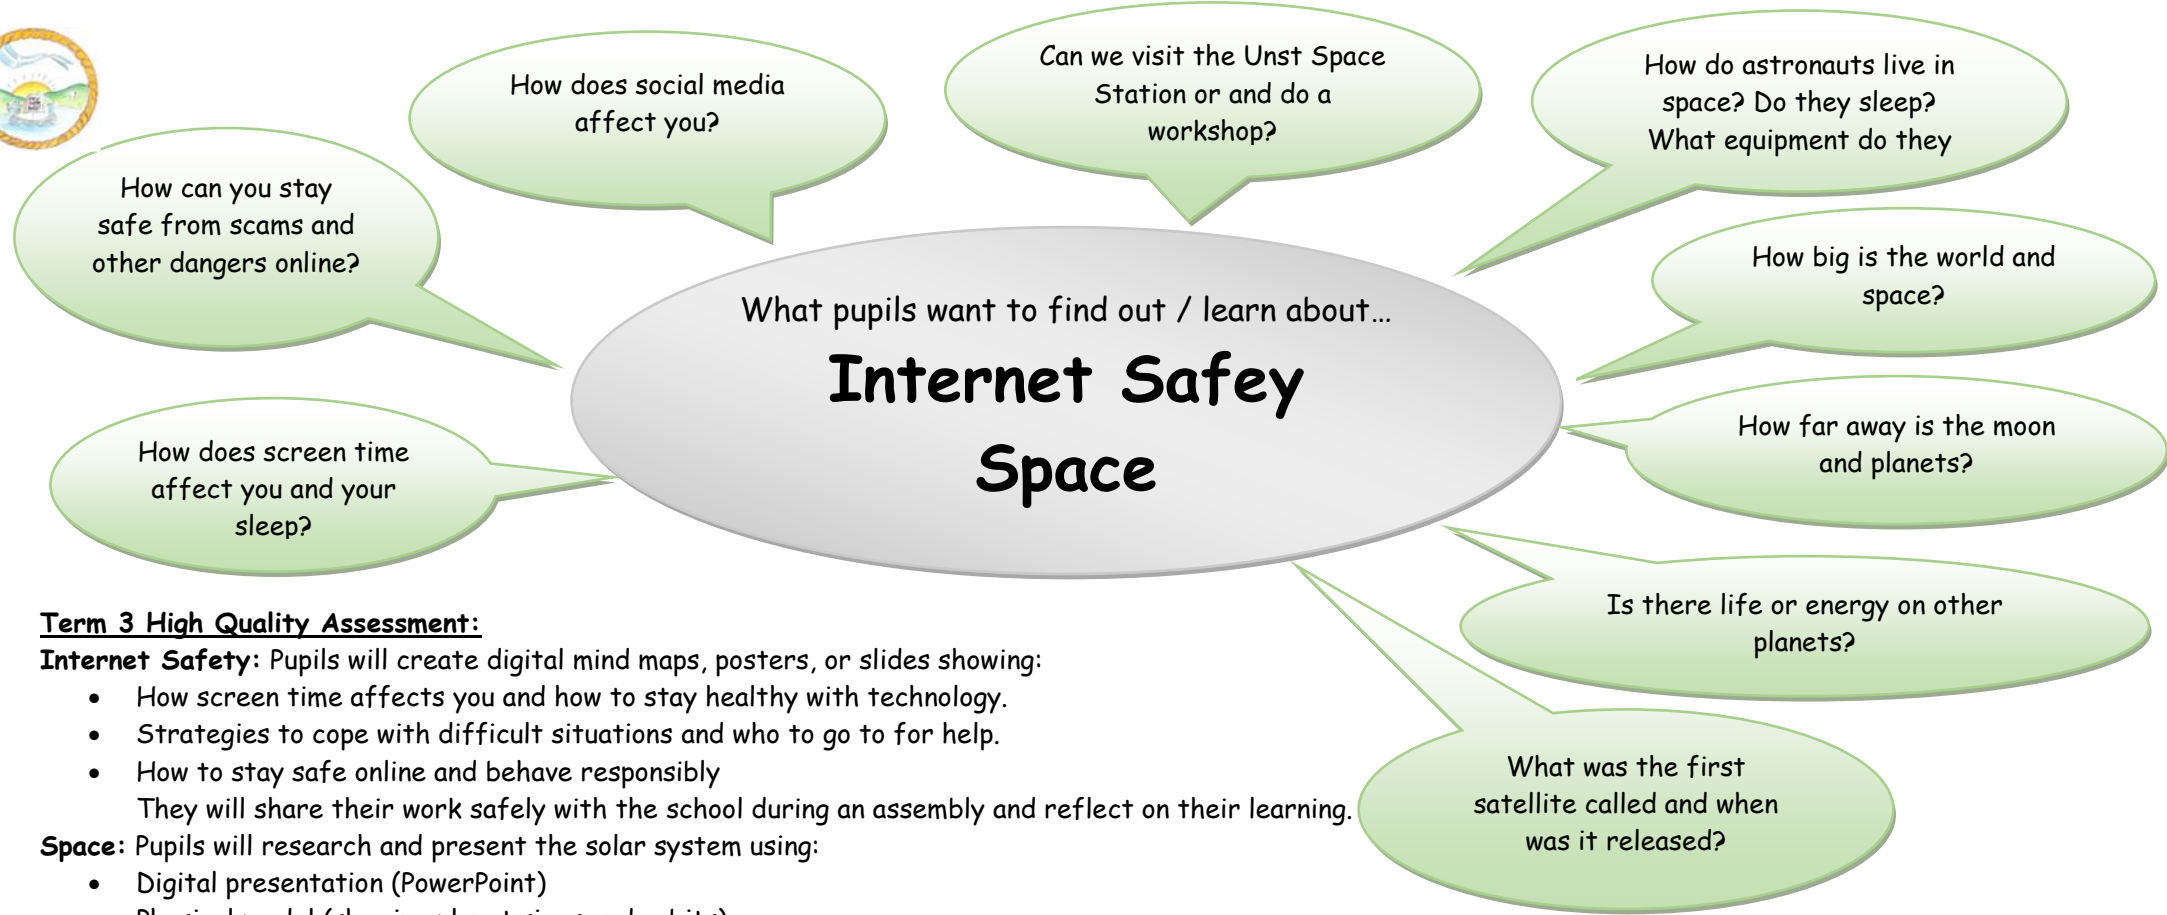 How does social media
affect you?
Can we visit the Unst Space
Station or and do a
workshop?
How do astronauts live in
space? Do they sleep?
What equipment do they
How can you stay
safe from scams and
other dangers online?
How big is the world and
space?
What pupils want to find out / learn about…
Internet Safey
Space
How far away is the moon
and planets?
How does screen time
affect you and your
sleep?
Is there life or energy on other
planets?
What was the first
satellite called and when
was it released?
Term 3 High Quality Assessment:
Internet Safety: Pupils will create digital mind maps, posters, or slides showing:
• How screen time affects you and how to stay healthy with technology.
• Strategies to cope with difficult situations and who to go to for help.
• How to stay safe online and behave responsibly
They will share their work safely with the school during an assembly and reflect on their learning.
Space: Pupils will research and present the solar system using:
• Digital presentation (PowerPoint)